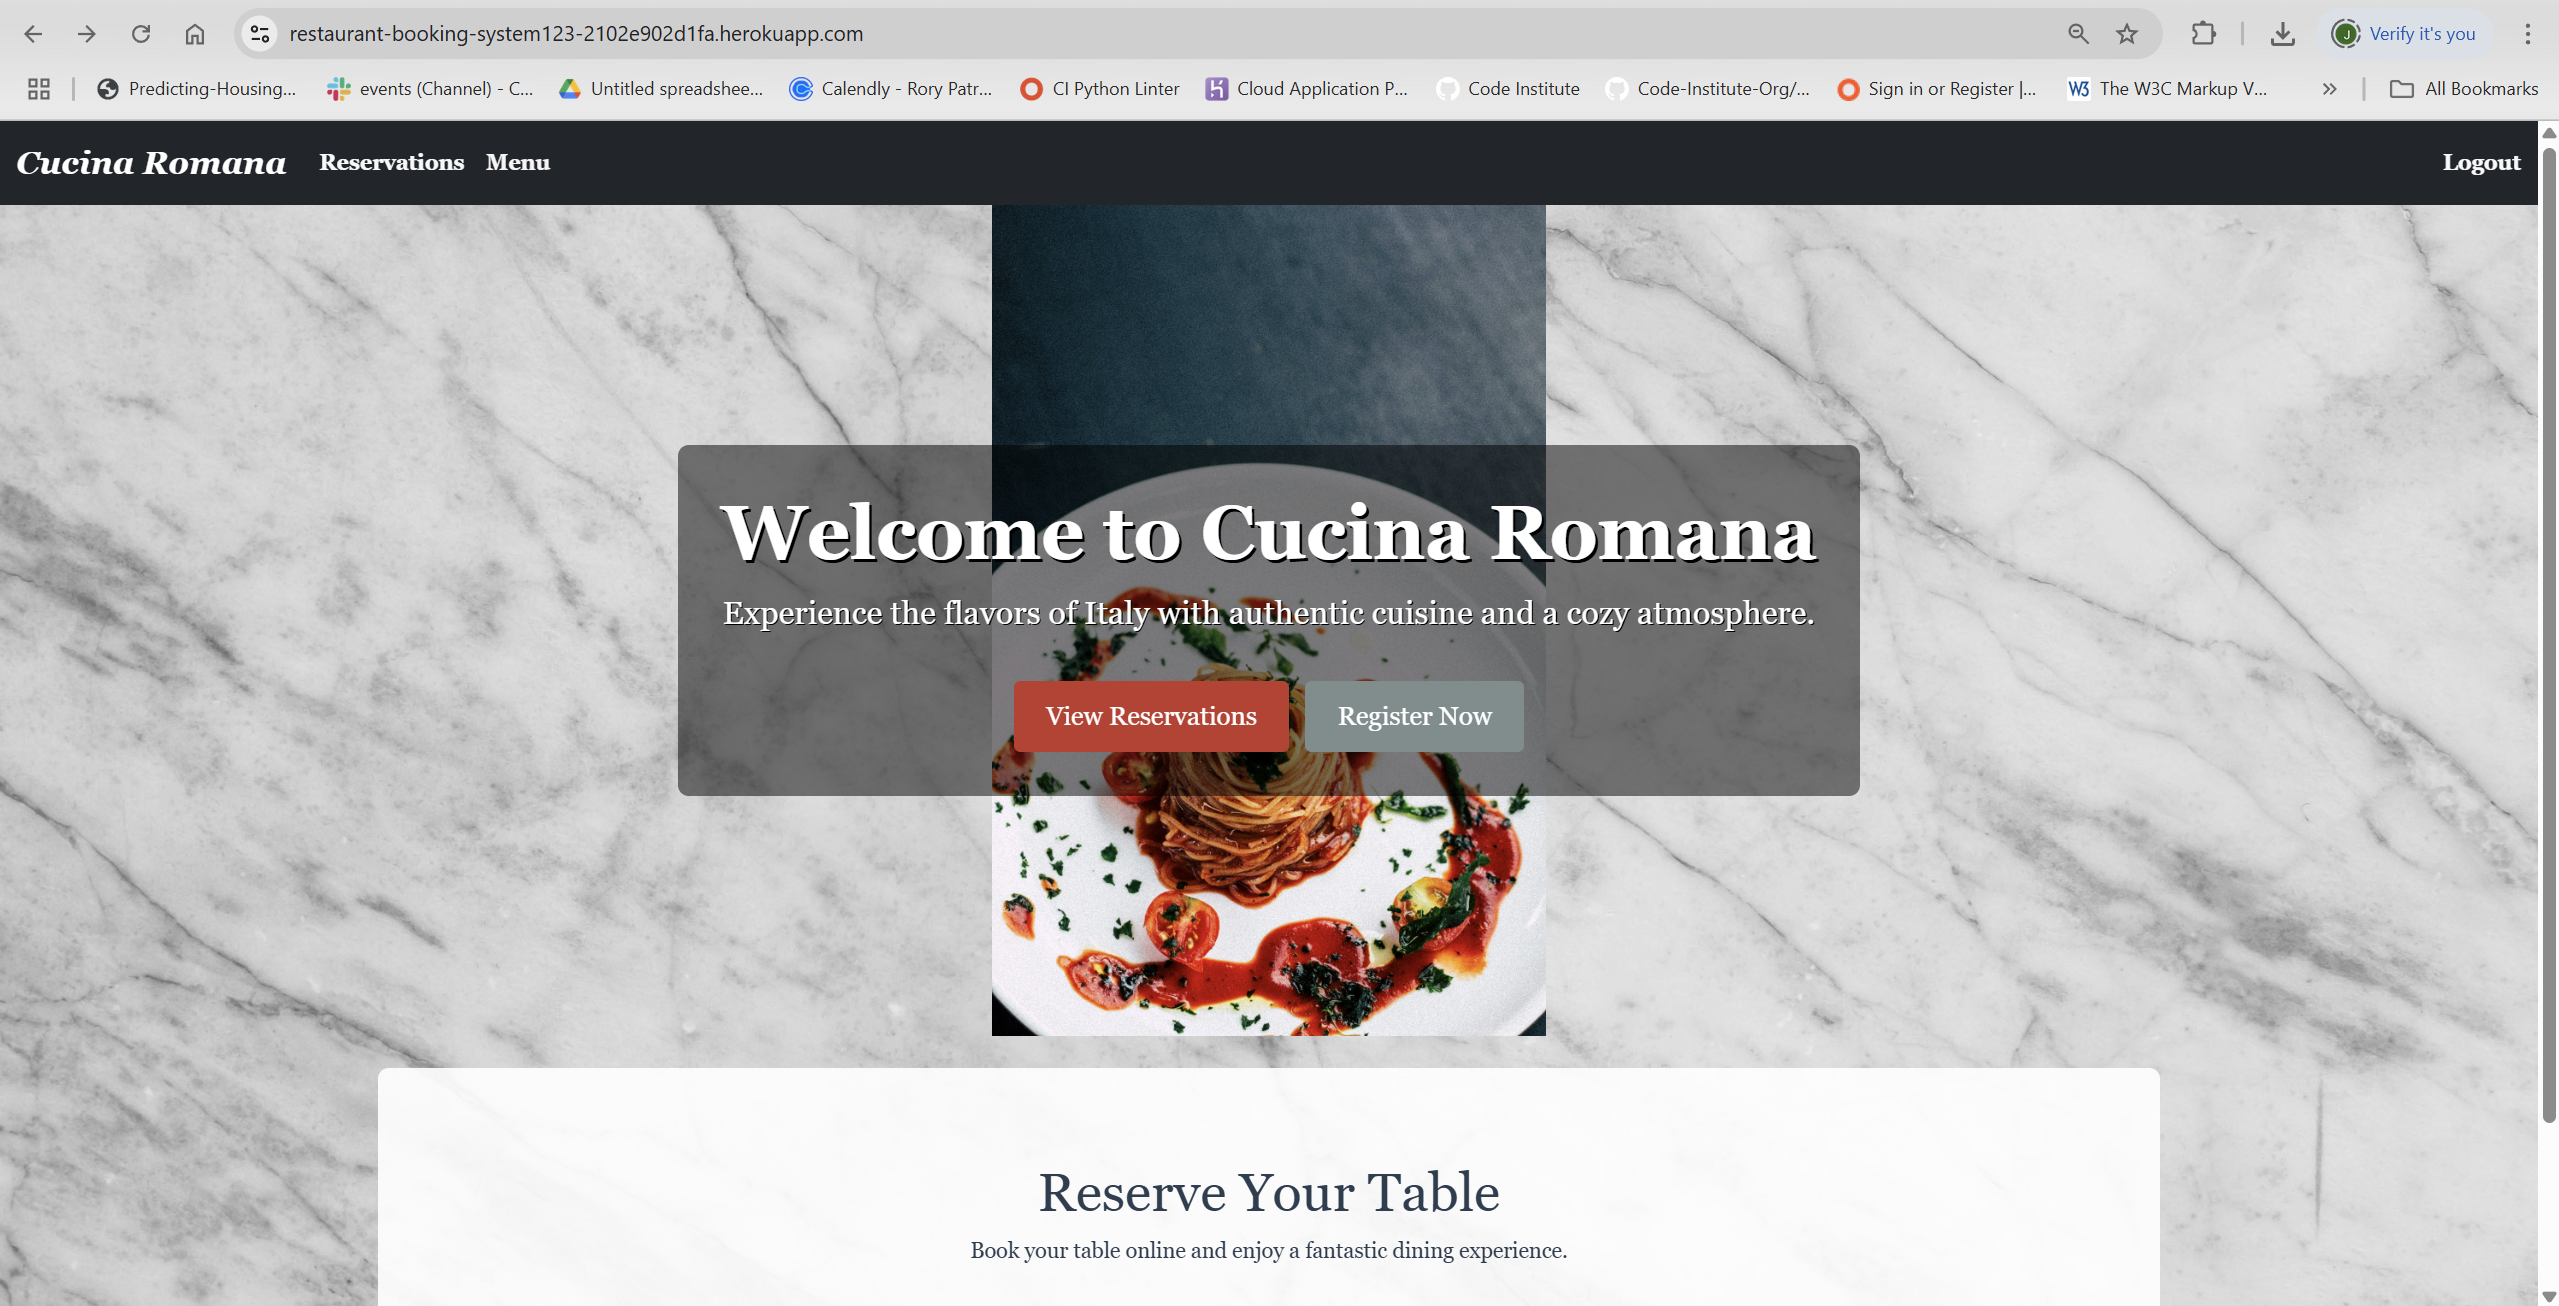 restaurant-booking-system123-2102e902d1fa.herokuapp.com
J Verify it's you
Predicting-Housing... events (Channel) - C... Untitled spreadshee... Calendly - Rory Patr... CI Python Linter Cloud Application P... Code Institute Code-Institute-Org/... Sign in or Register |... W3 The W3C Markup V... » All Bookmarks
Cucina Romana Reservations Menu Logout
Welcome to Cucina Romana
Experience the flavors of Italy with authentic cuisine and a cozy atmosphere.
View Reservations Register Now
Reserve Your Table
Book your table online and enjoy a fantastic dining experience.